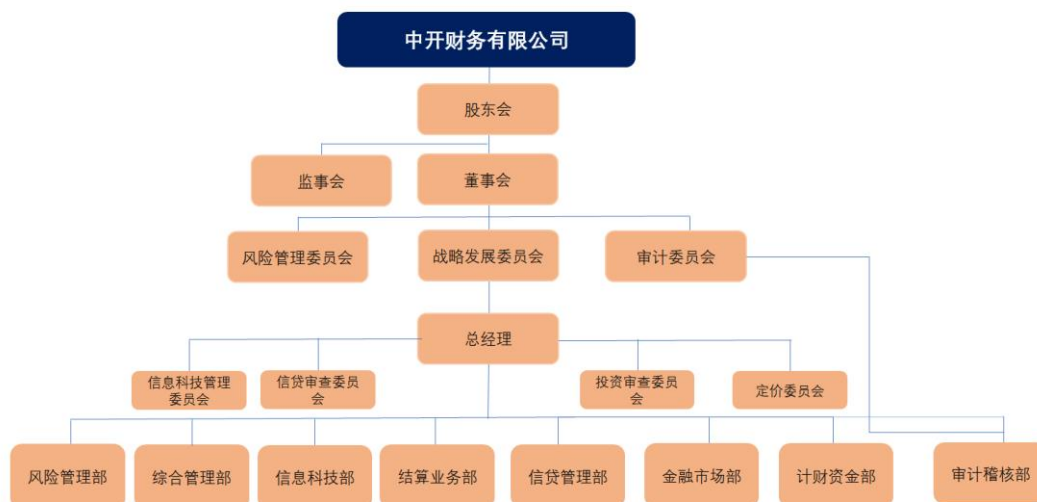 中开财务有限公司
股东会
监事会
董事会
风险管理委员会
战略发展委员会
审计委员会
总经理
信息科技管理
委员会
信贷审查委员
会
投资审查委员
会
定价委员会
风险管理部
综合管理部
信息科技部
结算业务部
信贷管理部
金融市场部
计财资金部
审计稽核部